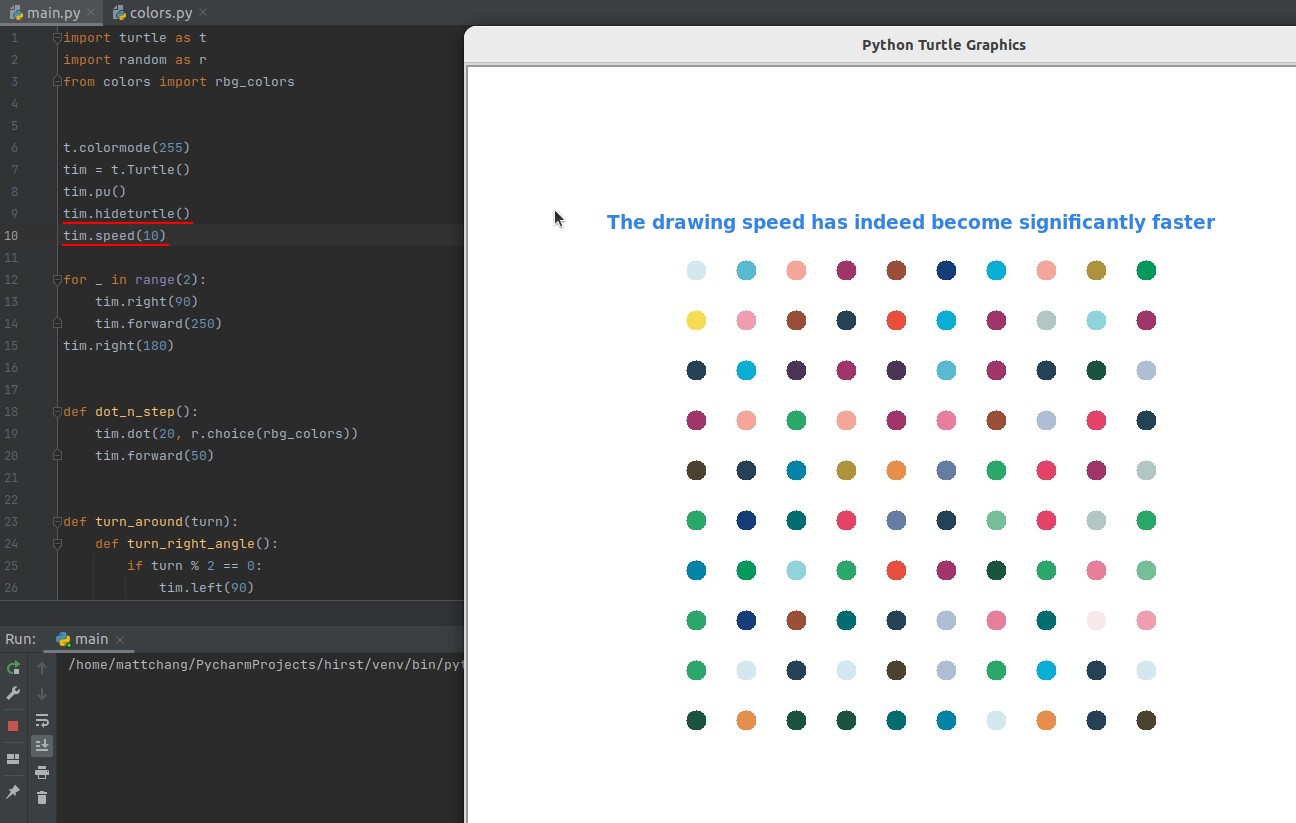 main.py
colors.py
1 import turtle as t
2 import random as r
3 from colors import rbg_colors
4
5
6 t.colormode(255)
7 tim = t.Turtle()
8 tim.pu()
9 tim.hideturtle()
10 tim.speed(10)
11
12 for _ in range(2):
13 tim.right(90)
14 tim.forward(250)
15 tim.right(180)
16
17
18 def dot_n_step():
19 tim.dot(20, r.choice(rbg_colors))
20 tim.forward(50)
21
22
23 def turn_around(turn):
24 def turn_right_angle():
25 if turn % 2 == 0:
26 tim.left(90)
Run: main
/home/mattchang/PycharmProjects/hirst/venv/bin/pyt
Python Turtle Graphics
The drawing speed has indeed become significantly faster